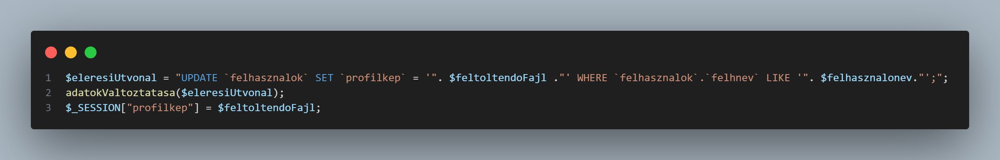 1 $eleresiUtvonal = "UPDATE `felhasznalok` SET `profilkep` = '". $feltoltendoFajl ."' WHERE `felhasznalok`.`felhnev` LIKE '". $felhasznalonev."';";
2 adatokValtoztatasa($eleresiUtvonal);
3 $_SESSION["profilkep"] = $feltoltendoFajl;